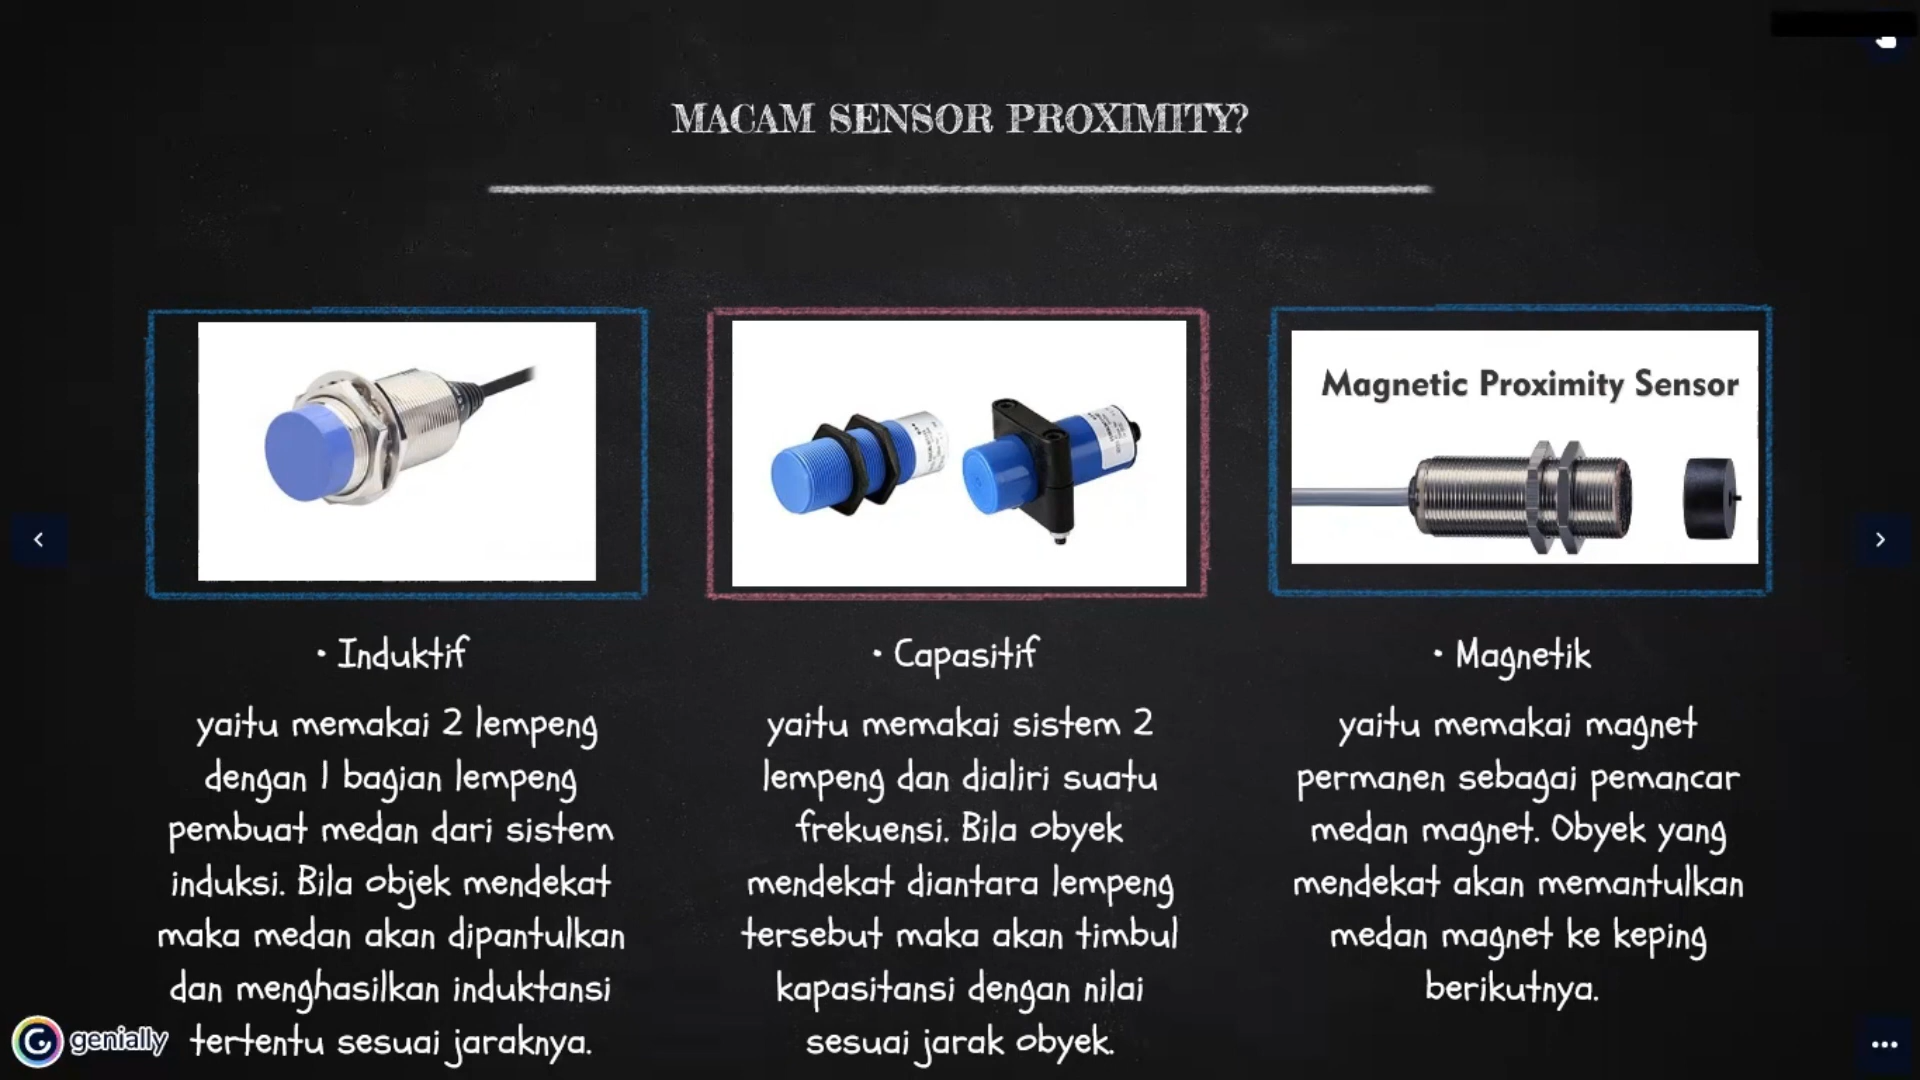 MACAM SENSOR PROXIMITY?
Magnetic Proximity Sensor
• Induktif
yaitu memakai 2 lempeng
dengan 1 bagian lempeng
pembuat medan dari sistem
induksi. Bila objek mendekat
maka medan akan dipantulkan
dan menghasilkan induktansi
tertentu sesuai jaraknya.
• Capasitif
yaitu memakai sistem 2
lempeng dan dialiri suatu
frekuensi. Bila obyek
mendekat diantara lempeng
tersebut maka akan timbul
kapasitansi dengan nilai
sesuai jarak obyek.
• Magnetik
yaitu memakai magnet
permanen sebagai pemancar
medan magnet. Obyek yang
mendekat akan memantulkan
medan magnet ke keping
berikutnya.
genially